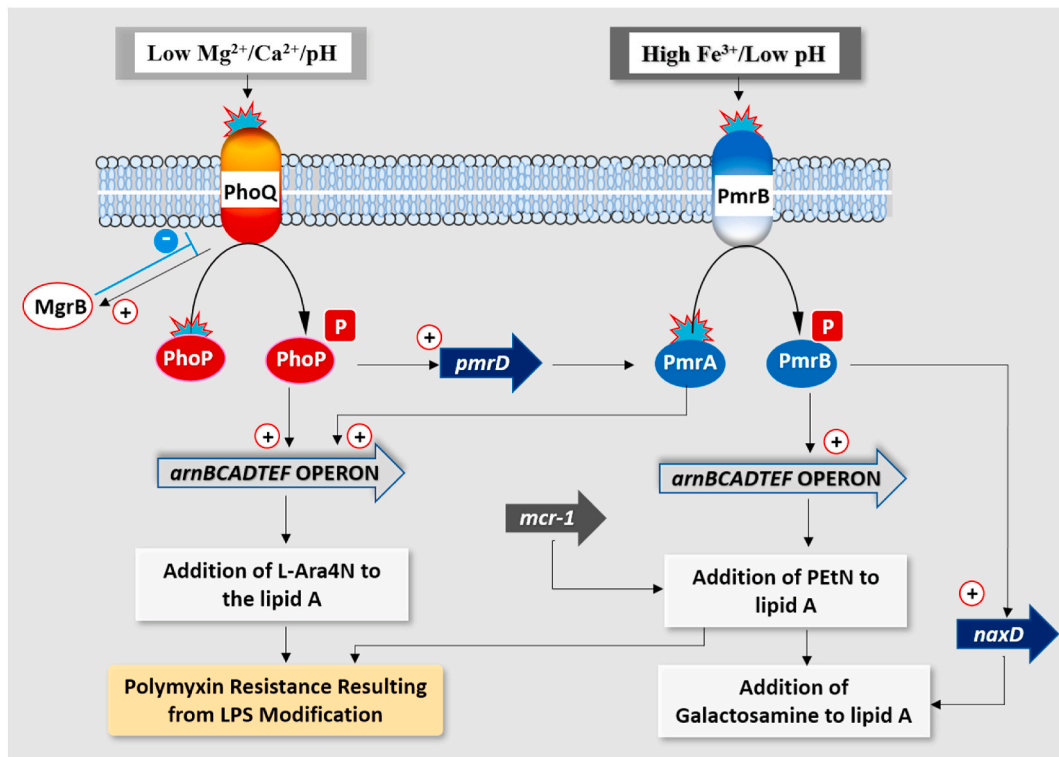 Low Mg²⁺/Ca²⁺/pH
High Fe³⁺/Low pH
PhoQ
PmrB
-
MgrB
+
PhoP
PhoP
P
+
pmrD
PmrA
PmrB
P
+
+
+
arnBCADTEF OPERON
arnBCADTEF OPERON
mcr-1
Addition of L-Ara4N to
the lipid A
Addition of PEtN to
lipid A
+
naxD
Polymyxin Resistance Resulting
from LPS Modification
Addition of
Galactosamine to lipid A